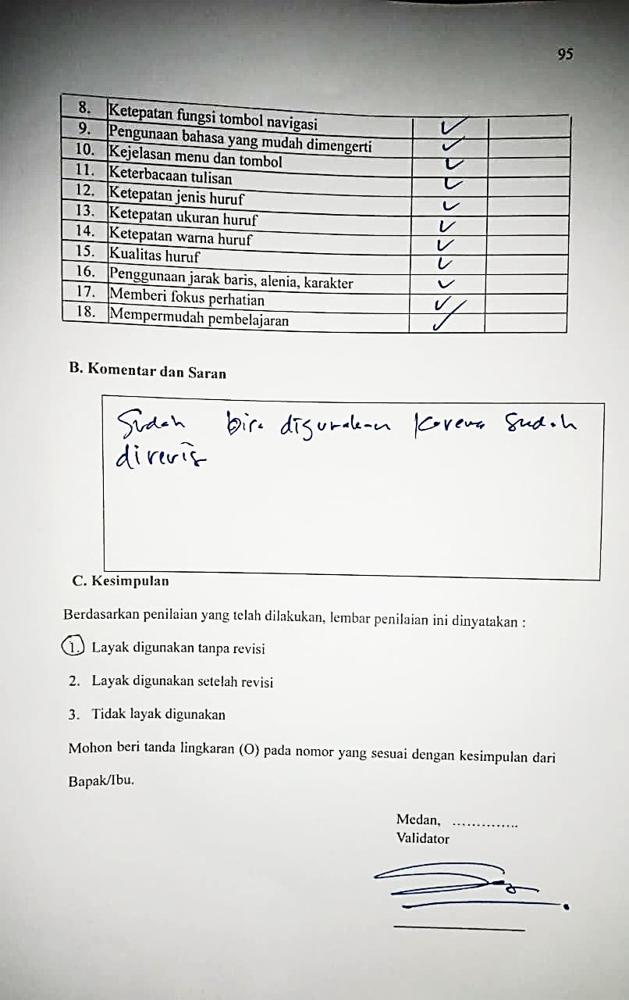 95
8. Ketepatan fungsi tombol navigasi ✓
9. Pengunaan bahasa yang mudah dimengerti ✓
10. Kejelasan menu dan tombol ✓
11. Keterbacaan tulisan ✓
12. Ketepatan jenis huruf ✓
13. Ketepatan ukuran huruf ✓
14. Ketepatan warna huruf ✓
15. Kualitas huruf ✓
16. Penggunaan jarak baris, alenia, karakter ✓
17. Memberi fokus perhatian ✓
18. Mempermudah pembelajaran ✓
B. Komentar dan Saran
Sudah bisa digunakan karena sudah
direvisi
C. Kesimpulan
Berdasarkan penilaian yang telah dilakukan, lembar penilaian ini dinyatakan :
1. Layak digunakan tanpa revisi
2. Layak digunakan setelah revisi
3. Tidak layak digunakan
Mohon beri tanda lingkaran (O) pada nomor yang sesuai dengan kesimpulan dari
Bapak/Ibu.
Medan, ..............
Validator